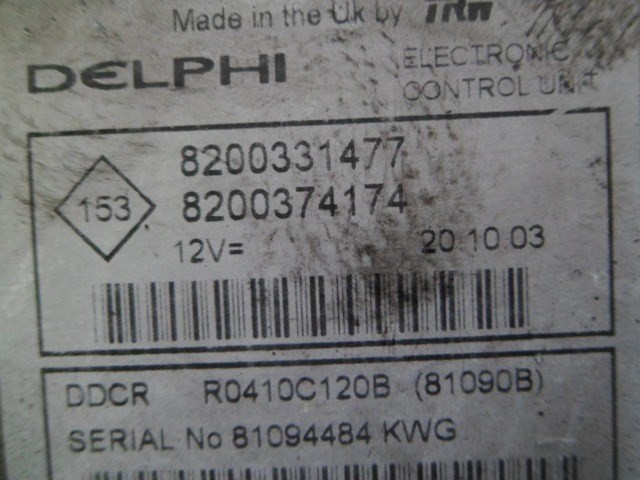 Made in the Uk by TRW
DELPHI
ELECTRONIC
CONTROL UNIT
8200331477
153
8200374174
12V=
20.10.03
DDCR R0410C120B (81090B)
SERIAL No 81094484 KWG